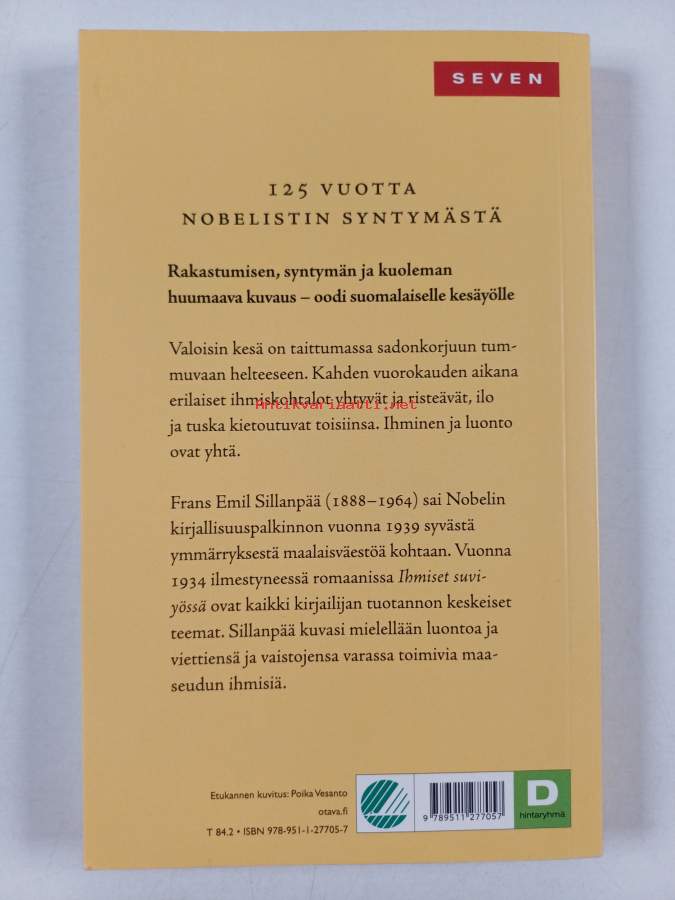 SEVEN
125 VUOTTA
NOBELISTIN SYNTYMÄSTÄ
Rakastumisen, syntymän ja kuoleman
huumaava kuvaus – oodi suomalaiselle kesäyölle
Valoisin kesä on taittumassa sadonkorjuun tum-
muvaan helteeseen. Kahden vuorokauden aikana
erilaiset ihmiskohtalot yhtyvät ja risteävät, ilo
Antikvariaatti.net
ja tuska kietoutuvat toisiinsa. Ihminen ja luonto
ovat yhtä.
Frans Emil Sillanpää (1888–1964) sai Nobelin
kirjallisuuspalkinnon vuonna 1939 syvästä
ymmärryksestä maalaisväestöä kohtaan. Vuonna
1934 ilmestyneessä romaanissa Ihmiset suvi-
yössä ovat kaikki kirjailijan tuotannon keskeiset
teemat. Sillanpää kuvasi mielellään luontoa ja
viettiensä ja vaistojensa varassa toimivia maa-
seudun ihmisiä.
Etukannen kuvitus: Poika Vesanto
otava.fi
T 84.2 • ISBN 978-951-1-27705-7
9 789511 277057
D
hintaryhmä